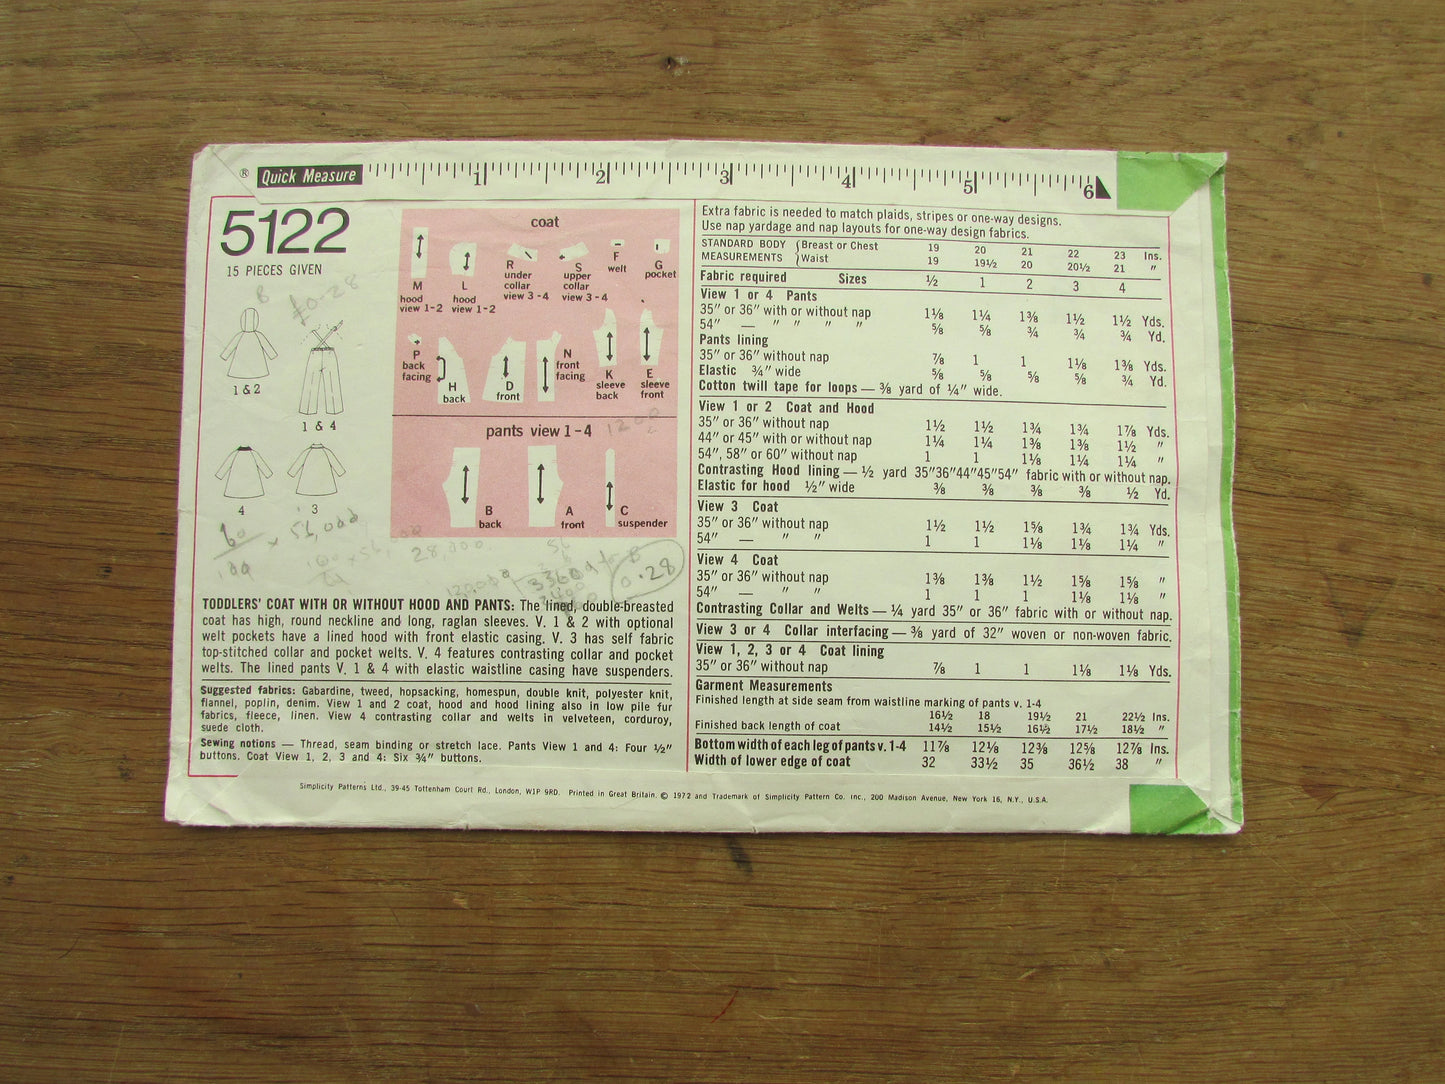 ® Quick Measure 1 2 3 4 5 6
5122
15 PIECES GIVEN
B
£0-28
1 & 2
1 & 4
4
3
coat
M
hood
view 1-2
L
hood
view 1-2
R
under
collar
view 3-4
S
upper
collar
view 3-4
F
welt
G
pocket
P
back
facing
H
back
D
front
N
front
facing
K
sleeve
back
E
sleeve
front
1200
pants view 1-4
B
back
A
front
C
suspender
60
100
x 56,000
28,000
56
3360
B
0.28
TODDLERS' COAT WITH OR WITHOUT HOOD AND PANTS: The lined, double-breasted
coat has high, round neckline and long, raglan sleeves. V. 1 & 2 with optional
welt pockets have a lined hood with front elastic casing. V. 3 has self fabric
top-stitched collar and pocket welts. V. 4 features contrasting collar and pocket
welts. The lined pants V. 1 & 4 with elastic waistline casing have suspenders.
Suggested fabrics: Gabardine, tweed, hopsacking, homespun, double knit, polyester knit,
flannel, poplin, denim. View 1 and 2 coat, hood and hood lining also in low pile fur
fabrics, fleece, linen. View 4 contrasting collar and welts in velveteen, corduroy,
suede cloth.
Sewing notions — Thread, seam binding or stretch lace. Pants View 1 and 4: Four ½"
buttons. Coat View 1, 2, 3 and 4: Six ¾" buttons.
Extra fabric is needed to match plaids, stripes or one-way designs.
Use nap yardage and nap layouts for one-way design fabrics.
STANDARD BODY MEASUREMENTS
Breast or Chest 19 20 21 22 23 Ins.
Waist 19 19½ 20 20½ 21 "
Fabric required Sizes ½ 1 2 3 4
View 1 or 4 Pants
35" or 36" with or without nap 1⅛ 1¼ 1⅜ 1½ 1½ Yds.
54" — " " " " ⅝ ⅝ ¾ ¾ ¾ Yd.
Pants lining
35" or 36" without nap ⅞ 1 1 1⅛ 1⅜ Yds.
Elastic ¾" wide ⅝ ⅝ ⅝ ⅝ ¾ Yd.
Cotton twill tape for loops — ⅜ yard of ¼" wide.
View 1 or 2 Coat and Hood
35" or 36" without nap 1½ 1½ 1¾ 1¾ 1⅞ Yds.
44" or 45" with or without nap 1¼ 1¼ 1⅜ 1⅜ 1½ "
54", 58" or 60" without nap 1 1 1⅛ 1¼ 1¼ "
Contrasting Hood lining — ½ yard 35"36"44"45"54" fabric with or without nap.
Elastic for hood ½" wide ⅜ ⅜ ⅜ ⅜ ½ Yd.
View 3 Coat
35" or 36" without nap 1½ 1½ 1⅝ 1¾ 1¾ Yds.
54" — " " 1 1 1⅛ 1⅛ 1¼ "
View 4 Coat
35" or 36" without nap 1⅜ 1⅜ 1½ 1⅝ 1⅝ "
54" — " " 1 1 1 1⅛ 1⅛ "
Contrasting Collar and Welts — ¼ yard 35" or 36" fabric with or without nap.
View 3 or 4 Collar interfacing — ⅜ yard of 32" woven or non-woven fabric.
View 1, 2, 3 or 4 Coat lining
35" or 36" without nap ⅞ 1 1 1⅛ 1⅛ Yds.
Garment Measurements
Finished length at side seam from waistline marking of pants v. 1-4
16½ 18 19½ 21 22½ Ins.
Finished back length of coat 14½ 15½ 16½ 17½ 18½ "
Bottom width of each leg of pants v. 1-4 11⅞ 12⅛ 12⅜ 12⅝ 12⅞ Ins.
Width of lower edge of coat 32 33½ 35 36½ 38 "
Simplicity Patterns Ltd., 39-45 Tottenham Court Rd., London, W1P 9RD. Printed in Great Britain. © 1972 and Trademark of Simplicity Pattern Co. Inc., 200 Madison Avenue, New York 16, N.Y., U.S.A.